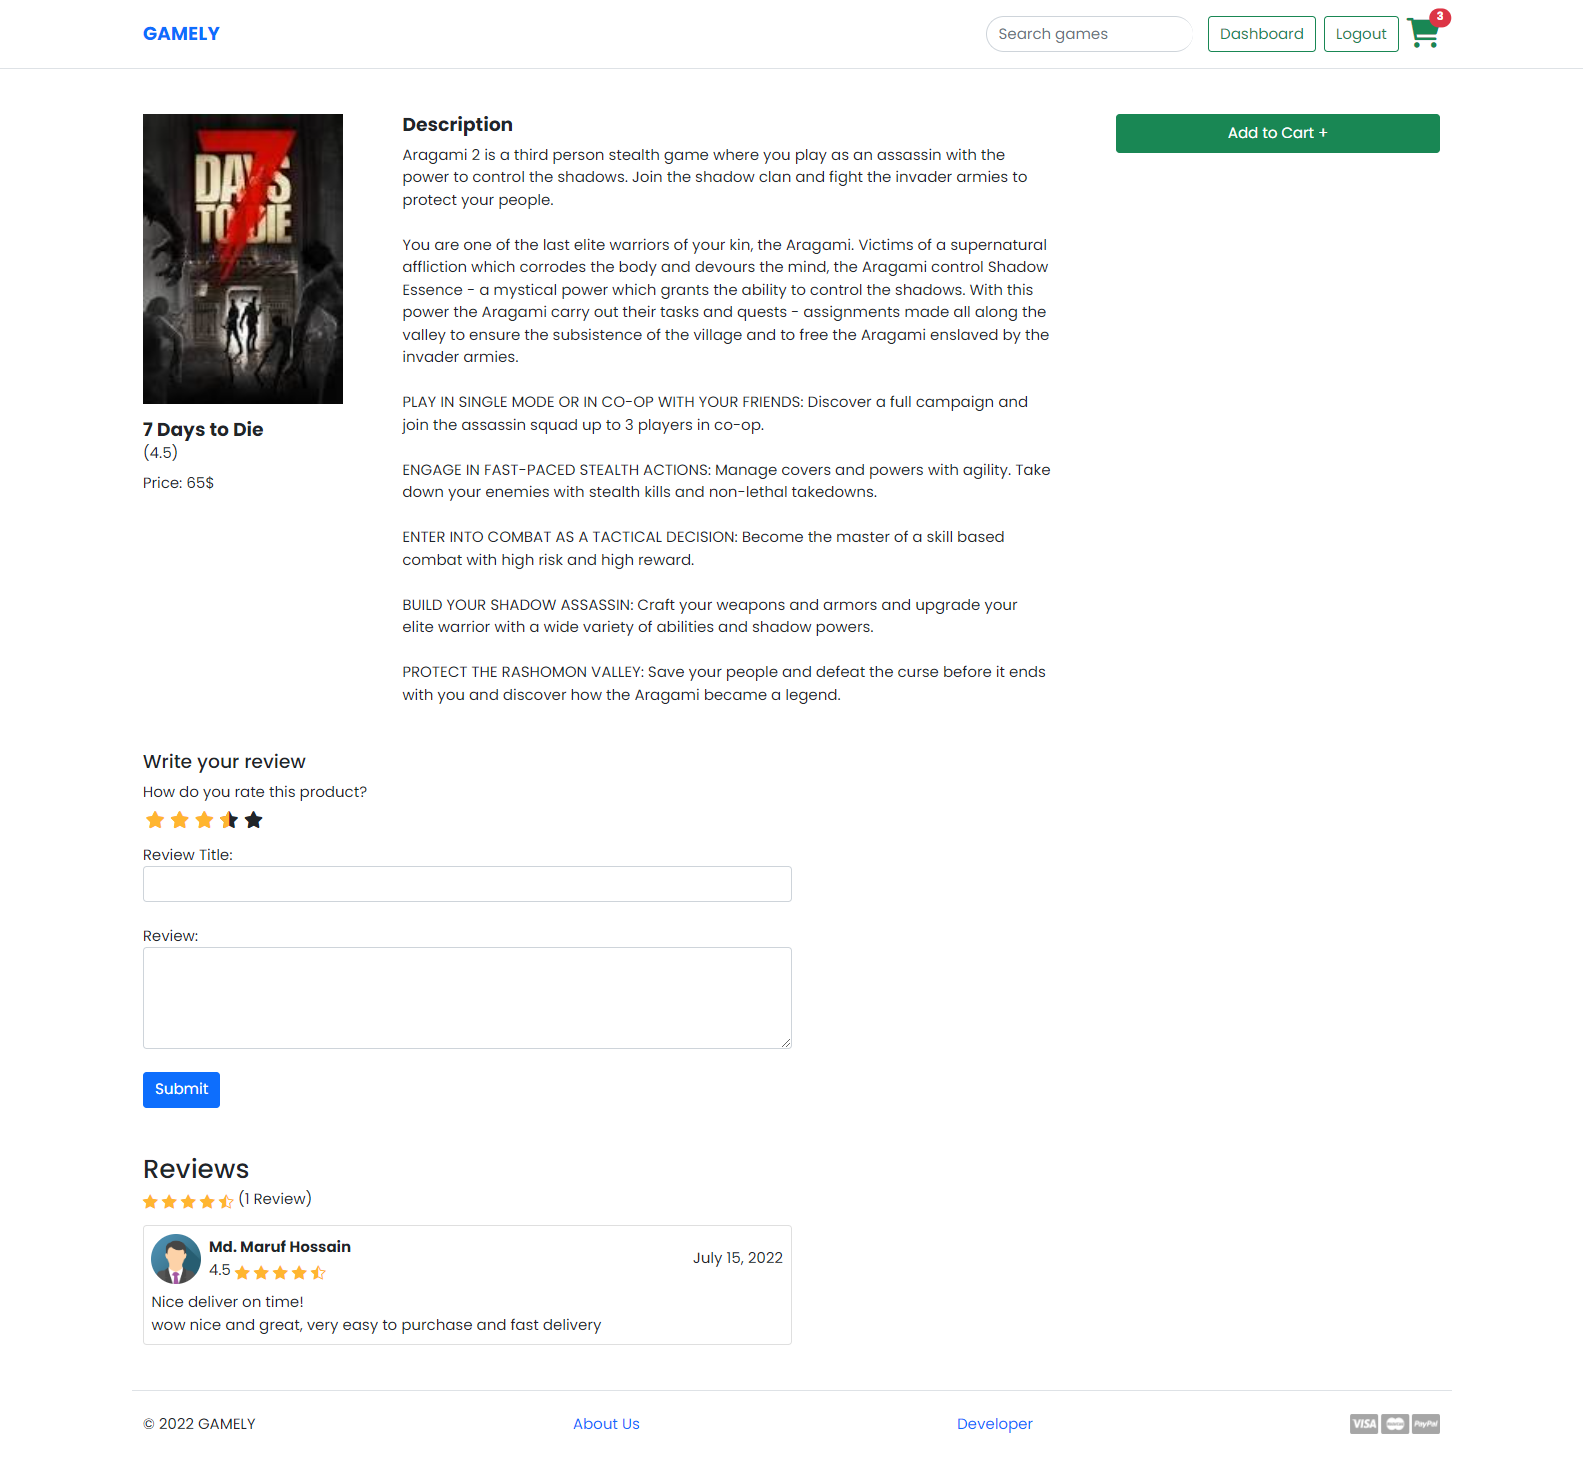 GAMELY
Search games
Dashboard
Logout
3
7
DAYS
TO DIE
7 Days to Die
(4.5)
Price: 65$
Description
Aragami 2 is a third person stealth game where you play as an assassin with the
power to control the shadows. Join the shadow clan and fight the invader armies to
protect your people.
You are one of the last elite warriors of your kin, the Aragami. Victims of a supernatural
affliction which corrodes the body and devours the mind, the Aragami control Shadow
Essence - a mystical power which grants the ability to control the shadows. With this
power the Aragami carry out their tasks and quests - assignments made all along the
valley to ensure the subsistence of the village and to free the Aragami enslaved by the
invader armies.
PLAY IN SINGLE MODE OR IN CO-OP WITH YOUR FRIENDS: Discover a full campaign and
join the assassin squad up to 3 players in co-op.
ENGAGE IN FAST-PACED STEALTH ACTIONS: Manage covers and powers with agility. Take
down your enemies with stealth kills and non-lethal takedowns.
ENTER INTO COMBAT AS A TACTICAL DECISION: Become the master of a skill based
combat with high risk and high reward.
BUILD YOUR SHADOW ASSASSIN: Craft your weapons and armors and upgrade your
elite warrior with a wide variety of abilities and shadow powers.
PROTECT THE RASHOMON VALLEY: Save your people and defeat the curse before it ends
with you and discover how the Aragami became a legend.
Add to Cart +
Write your review
How do you rate this product?
Review Title:
Review:
Submit
Reviews
(1 Review)
Md. Maruf Hossain
4.5
July 15, 2022
Nice deliver on time!
wow nice and great, very easy to purchase and fast delivery
© 2022 GAMELY
About Us
Developer
VISA
PayPal